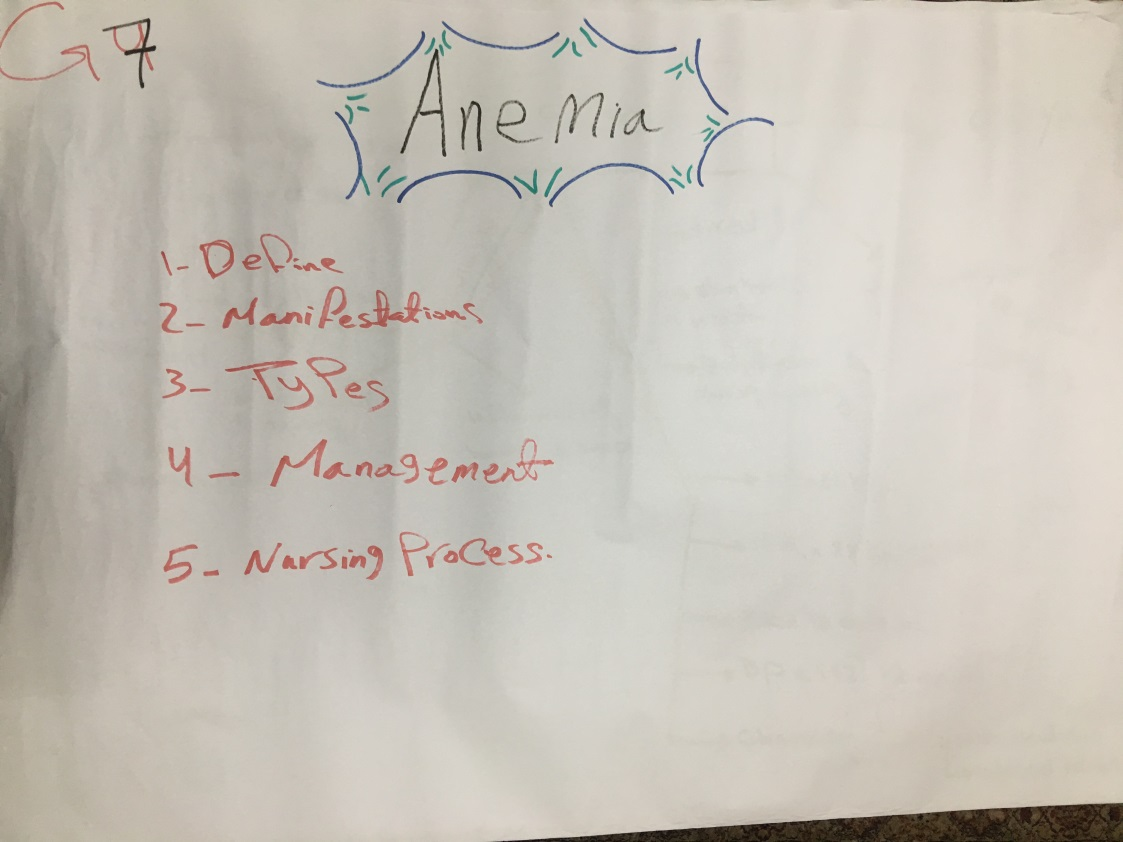 G7
Anemia
1- Define
2- Manifestations
3- Types
4- Management
5- Nursing Process.